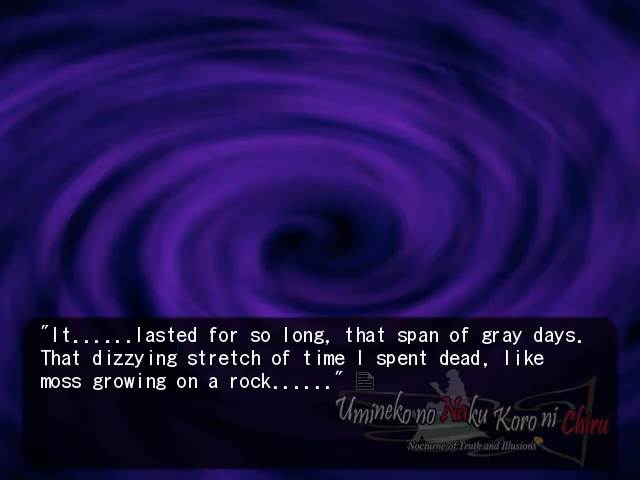 "It......lasted for so long, that span of gray days.
That dizzying stretch of time I spent dead, like
moss growing on a rock......"
Umineko no Naku Koro ni Chiru
Nocturne of Truth and Illusions